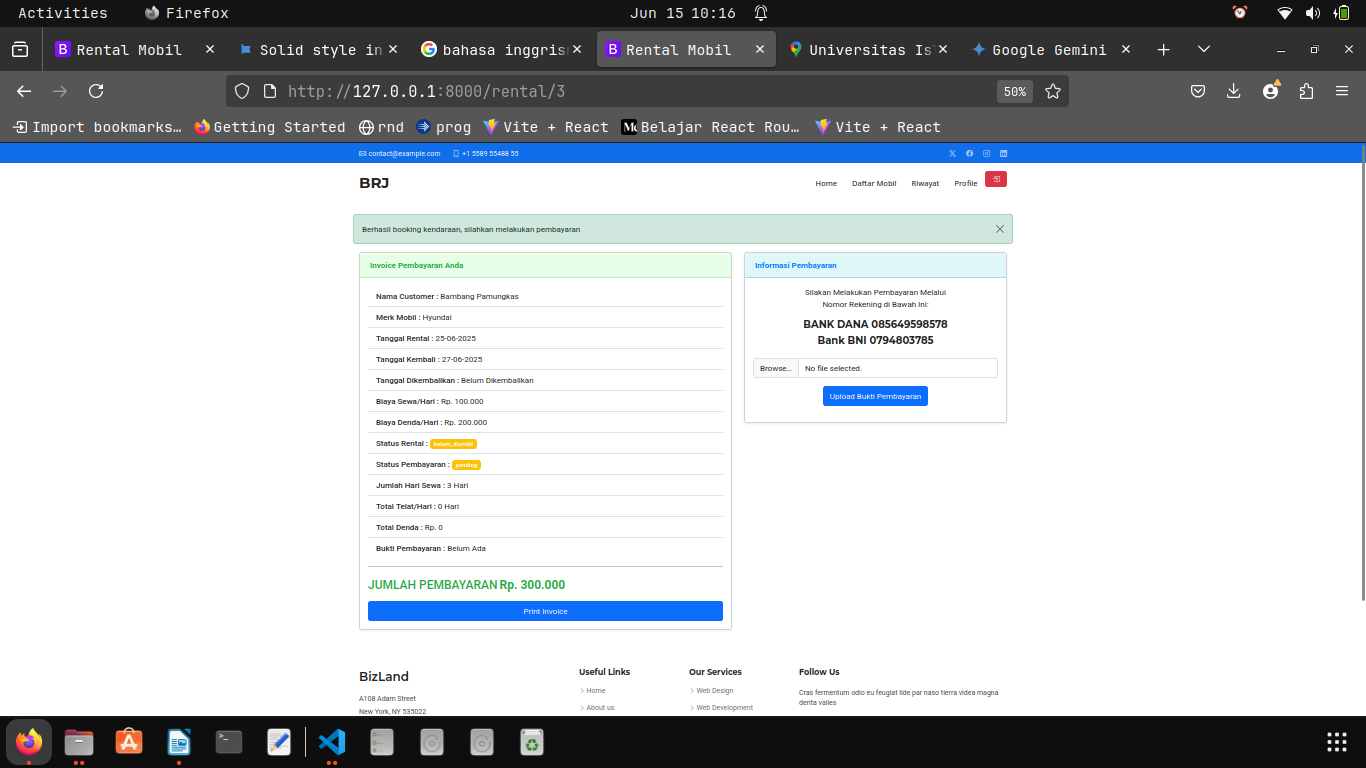 Activities
Firefox
Jun 15 10:16
Rental Mobil
Solid style in
bahasa inggris
Rental Mobil
Universitas Is
Google Gemini
http://127.0.0.1:8000/rental/3
50%
Import bookmarks…
Getting Started
rnd
prog
Vite + React
Belajar React Rou…
Vite + React
contact@example.com
+1 5589 55488 55
BRJ
Home
Daftar Mobil
Riwayat
Profile
Berhasil booking kendaraan, silahkan melakukan pembayaran
Invoice Pembayaran Anda
Nama Customer : Bambang Pamungkas
Merk Mobil : Hyundai
Tanggal Rental : 25-06-2025
Tanggal Kembali : 27-06-2025
Tanggal Dikembalikan : Belum Dikembalikan
Biaya Sewa/Hari : Rp. 100.000
Biaya Denda/Hari : Rp. 200.000
Status Rental : belum_diambil
Status Pembayaran : pending
Jumlah Hari Sewa : 3 Hari
Total Telat/Hari : 0 Hari
Total Denda : Rp. 0
Bukti Pembayaran : Belum Ada
JUMLAH PEMBAYARAN Rp. 300.000
Print Invoice
Informasi Pembayaran
Silakan Melakukan Pembayaran Melalui
Nomor Rekening di Bawah Ini:
BANK DANA 085649598578
Bank BNI 0794803785
Browse…
No file selected.
Upload Bukti Pembayaran
BizLand
A108 Adam Street
New York, NY 535022
Useful Links
Home
About us
Our Services
Web Design
Web Development
Follow Us
Cras fermentum odio eu feugiat lide par naso tierra videa magna
derita valies